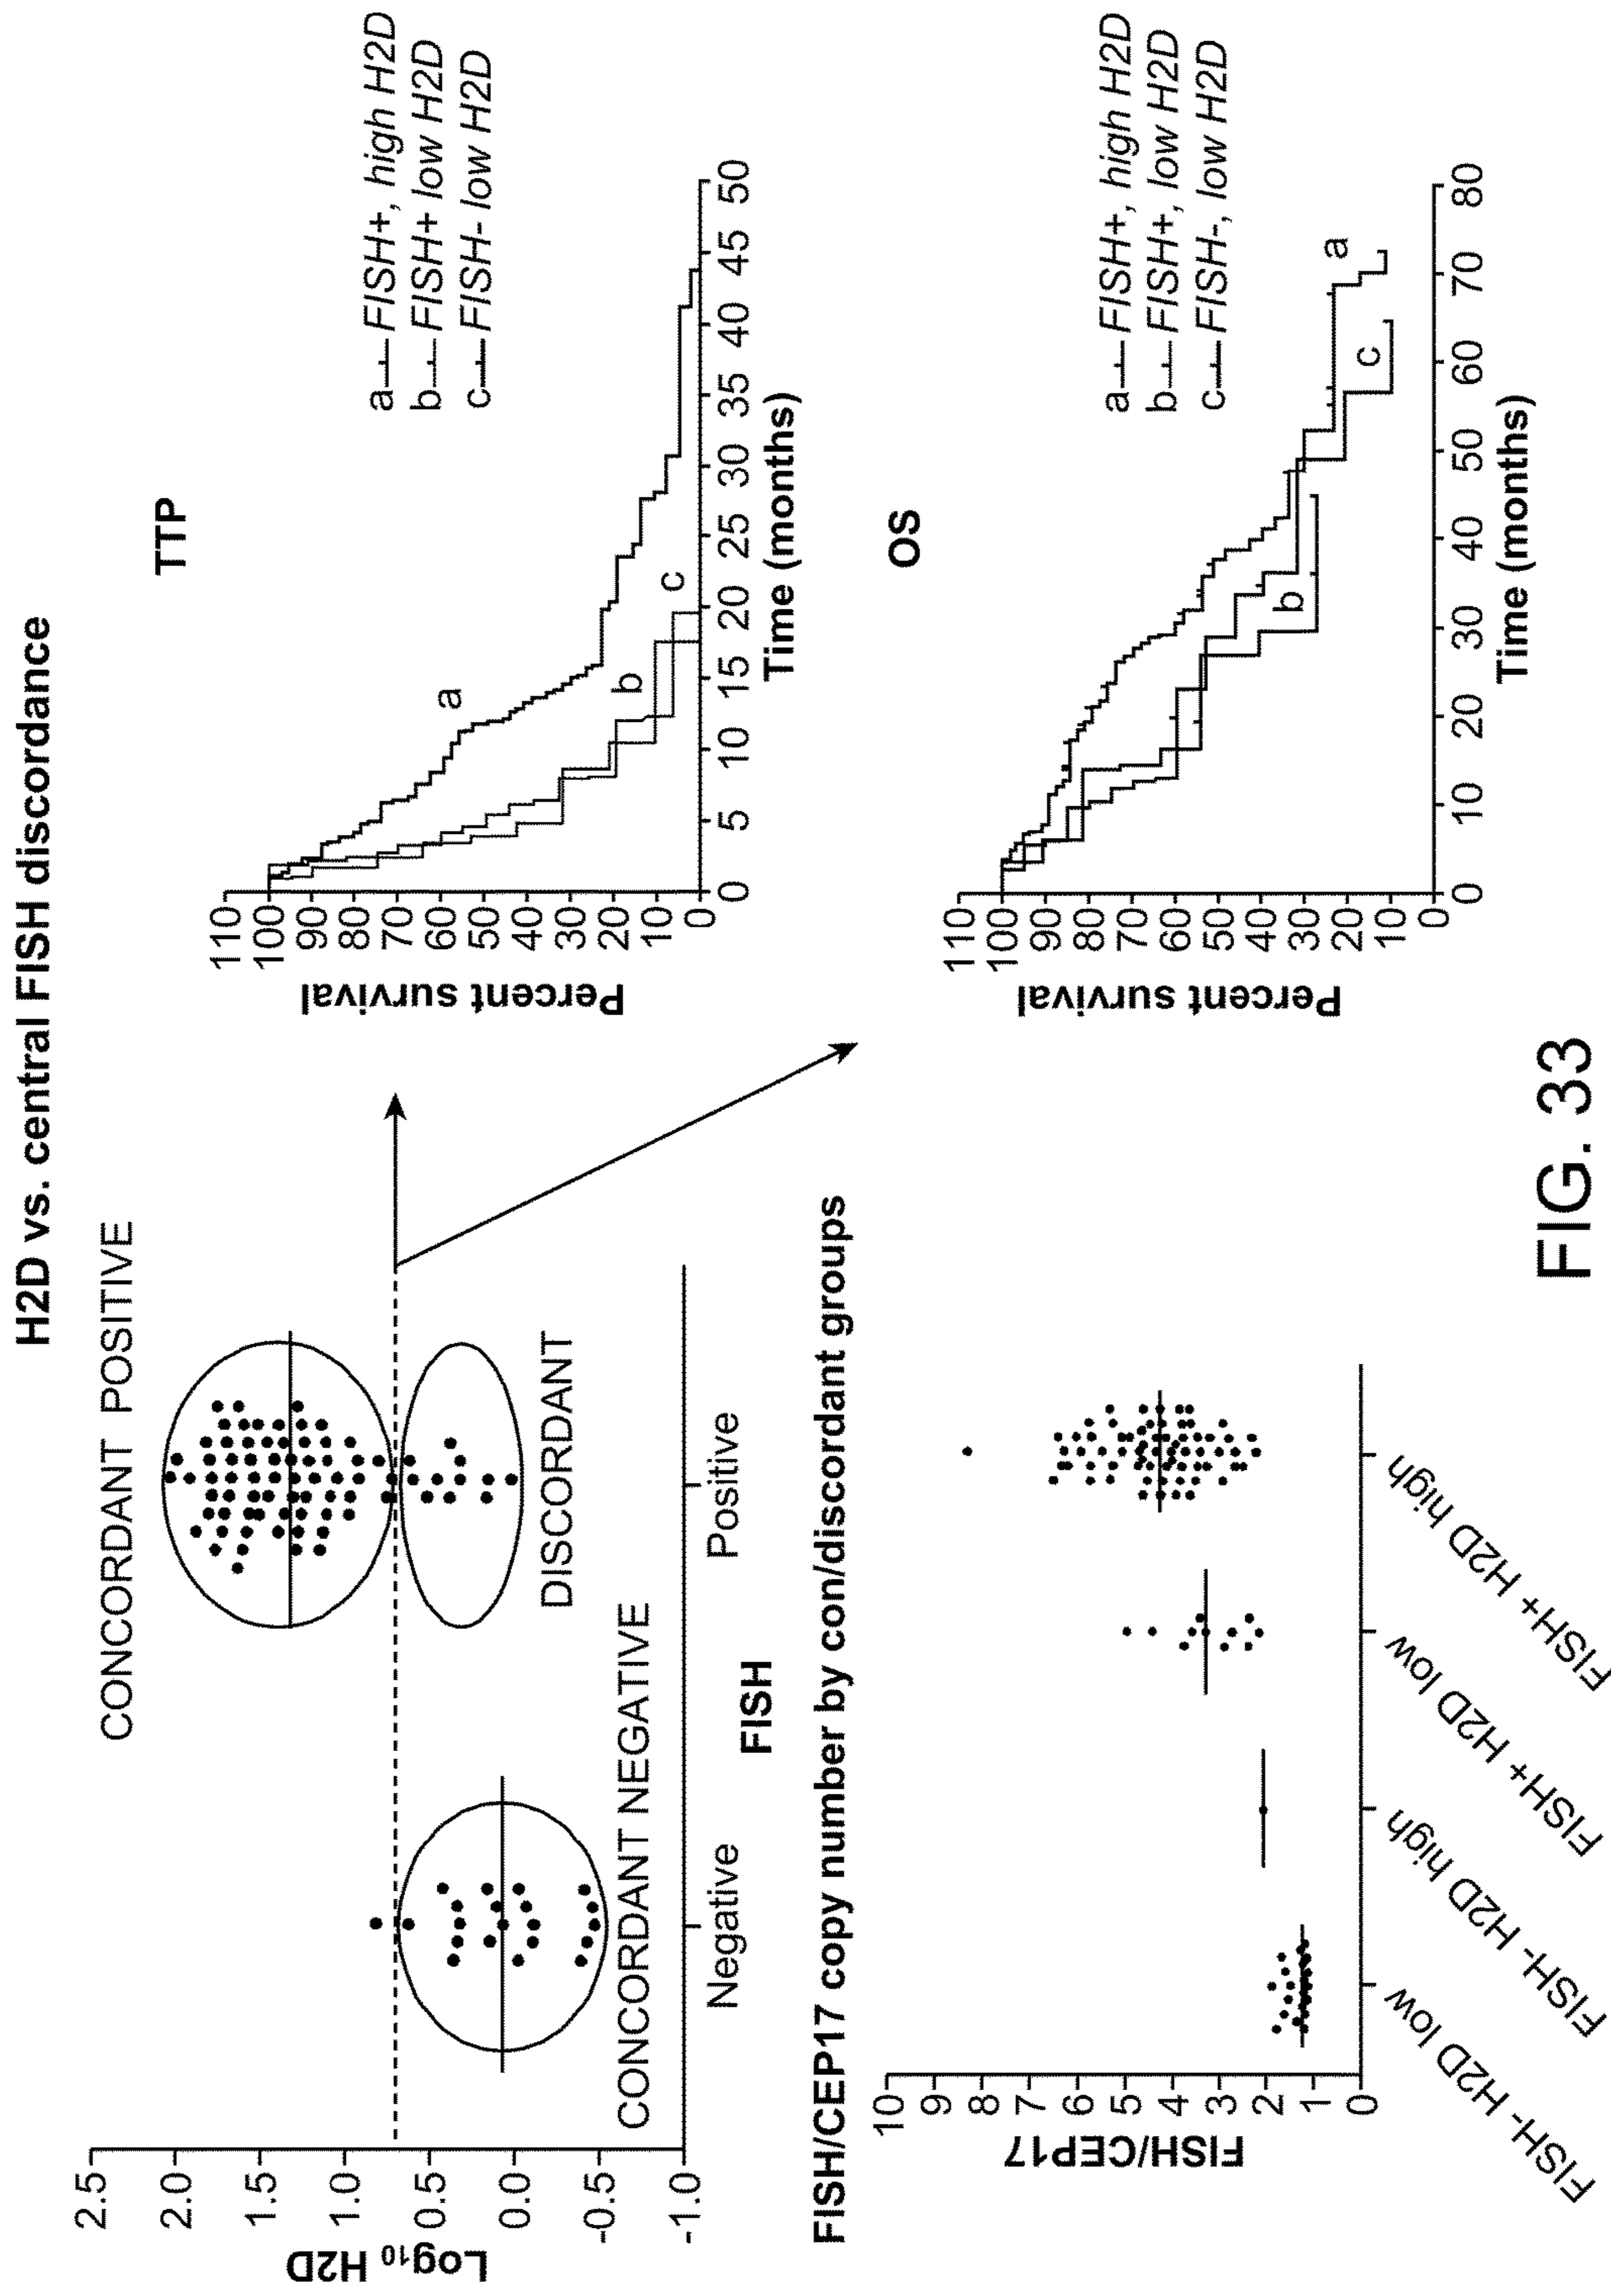 H2D vs. central FISH discordance
CONCORDANT POSITIVE
2.5
2.0
1.5
1.0
0.5
0.0
-0.5
-1.0
Log10 H2D
DISCORDANT
CONCORDANT NEGATIVE
Negative
Positive
FISH
TTP
110
100
90
80
70
60
50
40
30
20
10
0
Percent survival
a
b
c
a FISH+, high H2D
b FISH+ low H2D
c FISH- low H2D
0 5 10 15 20 25 30 35 40 45 50
Time (months)
FISH/CEP17 copy number by con/discordant groups
10
9
8
7
6
5
4
3
2
1
0
FISH/CEP17
FISH- H2D low
FISH- H2D high
FISH+ H2D low
FISH+ H2D high
OS
110
100
90
80
70
60
50
40
30
20
10
0
Percent survival
a
b
c
a FISH+, high H2D
b FISH+, low H2D
c FISH-, low H2D
0 10 20 30 40 50 60 70 80
Time (months)
FIG. 33